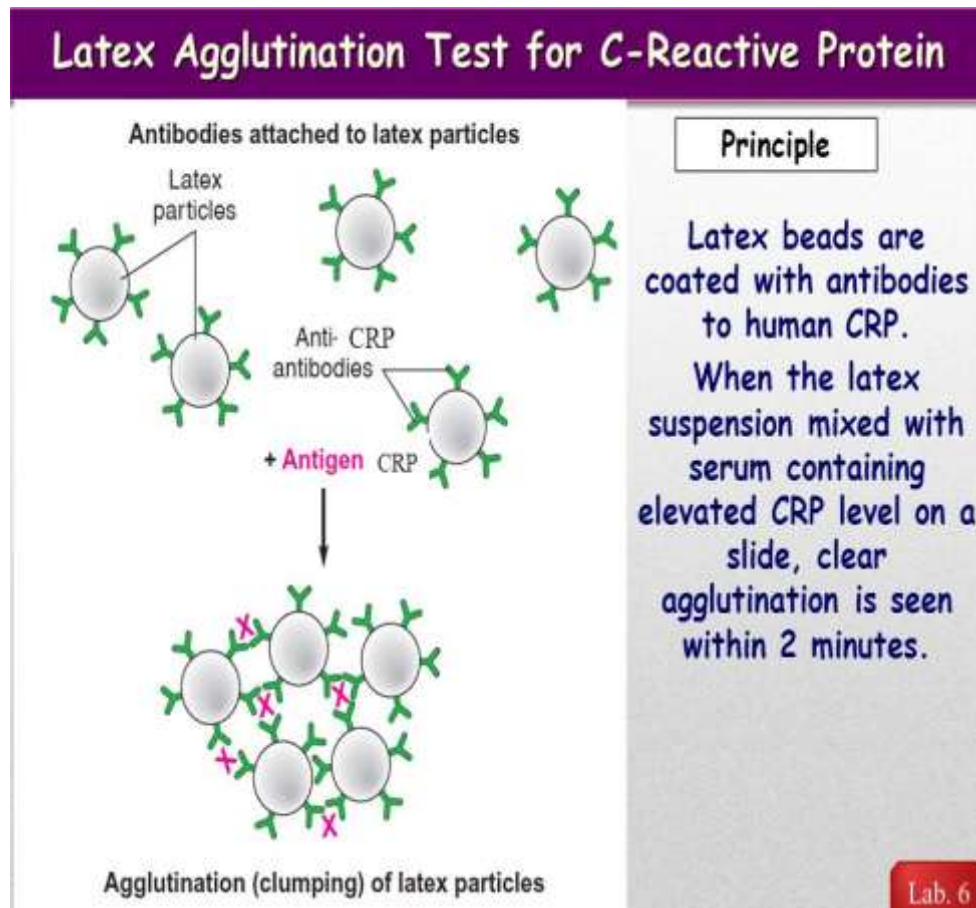 Latex Agglutination Test for C-Reactive Protein
Antibodies attached to latex particles
Latex
particles
Anti- CRP
antibodies
+ Antigen CRP
Agglutination (clumping) of latex particles
Principle
Latex beads are
coated with antibodies
to human CRP.
When the latex
suspension mixed with
serum containing
elevated CRP level on a
slide, clear
agglutination is seen
within 2 minutes.
Lab. 6